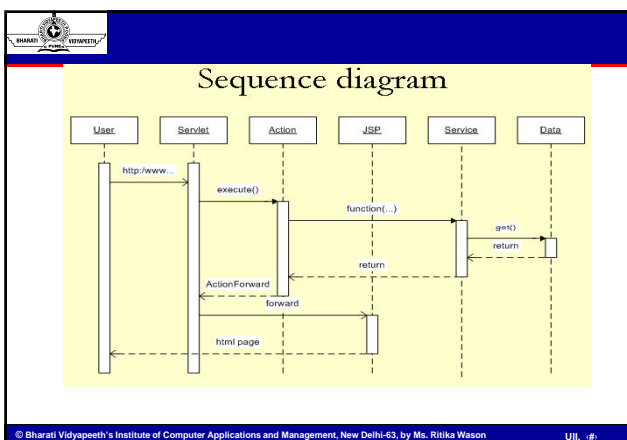 BHARATI VIDYAPEETH
PUNE
Sequence diagram
User Servlet Action JSP Service Data
http:/www...
execute()
function(...)
get()
return
return
ActionForward
forward
html page
© Bharati Vidyapeeth's Institute of Computer Applications and Management, New Delhi-63, by Ms. Ritika Wason UII. ‹#›